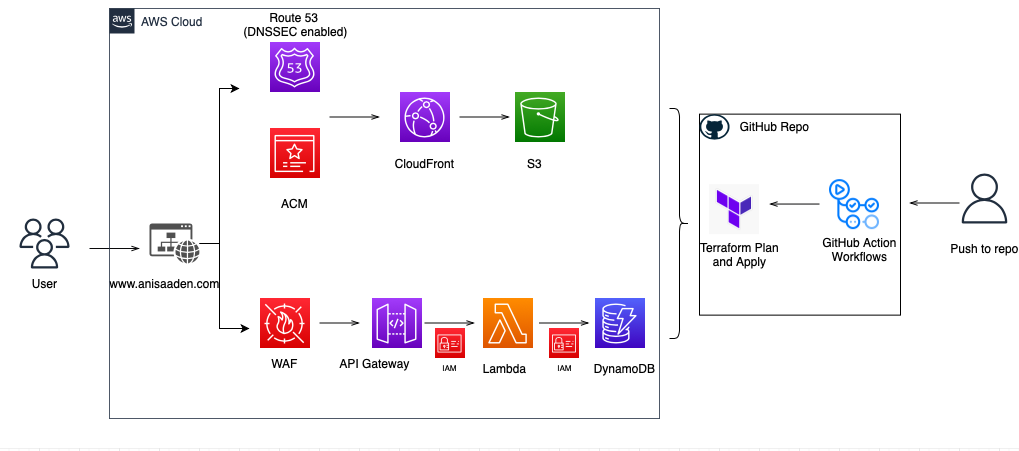 aws
AWS Cloud
Route 53
(DNSSEC enabled)
53
ACM
CloudFront
S3
User
www.anisaaden.com
WAF
API Gateway
IAM
Lambda
IAM
DynamoDB
GitHub Repo
Terraform Plan
and Apply
GitHub Action
Workflows
Push to repo